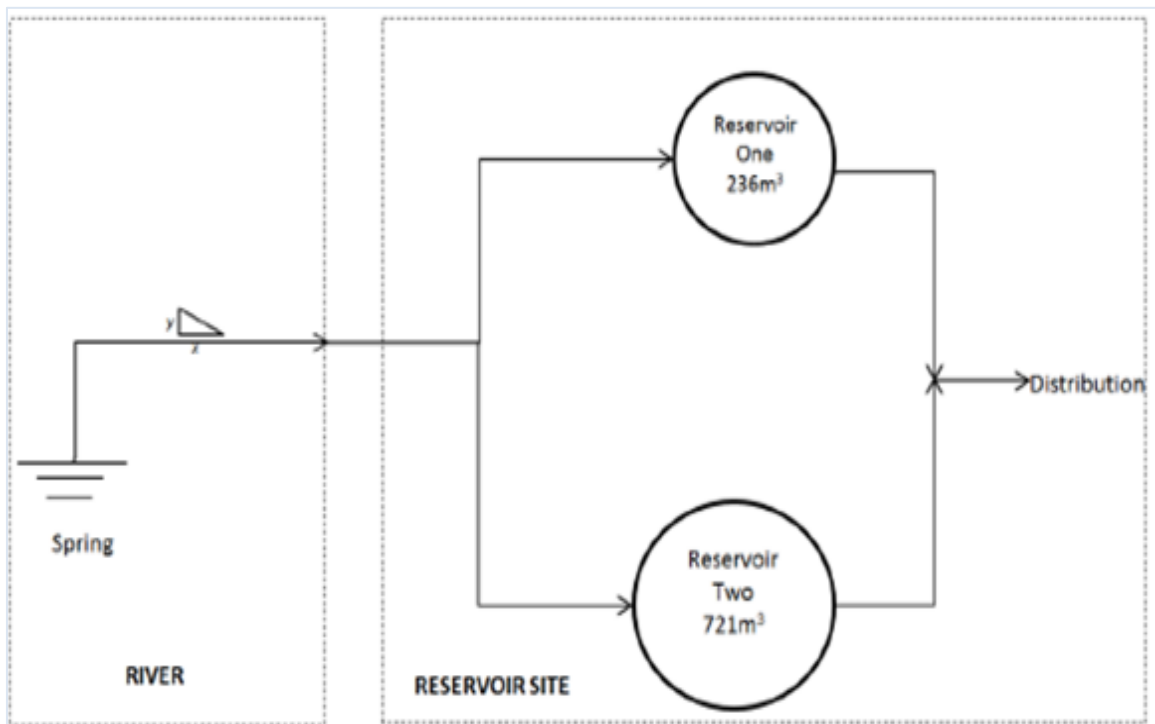 Reservoir
One
236m³
y
x
Distribution
Spring
Reservoir
Two
721m³
RIVER
RESERVOIR SITE